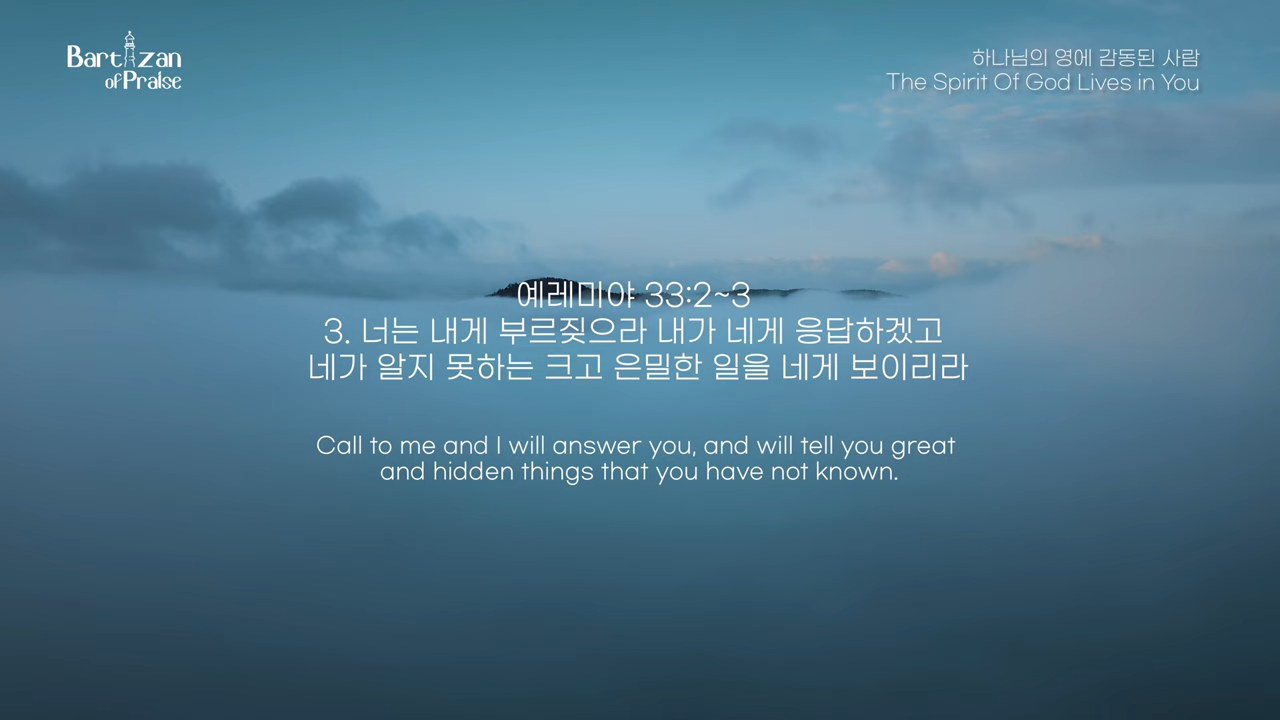 Bartizan
of Praise
하나님의 영에 감동된 사람
The Spirit Of God Lives in You
예레미야 33:2~3
3. 너는 내게 부르짖으라 내가 네게 응답하겠고
네가 알지 못하는 크고 은밀한 일을 네게 보이리라
Call to me and I will answer you, and will tell you great
and hidden things that you have not known.